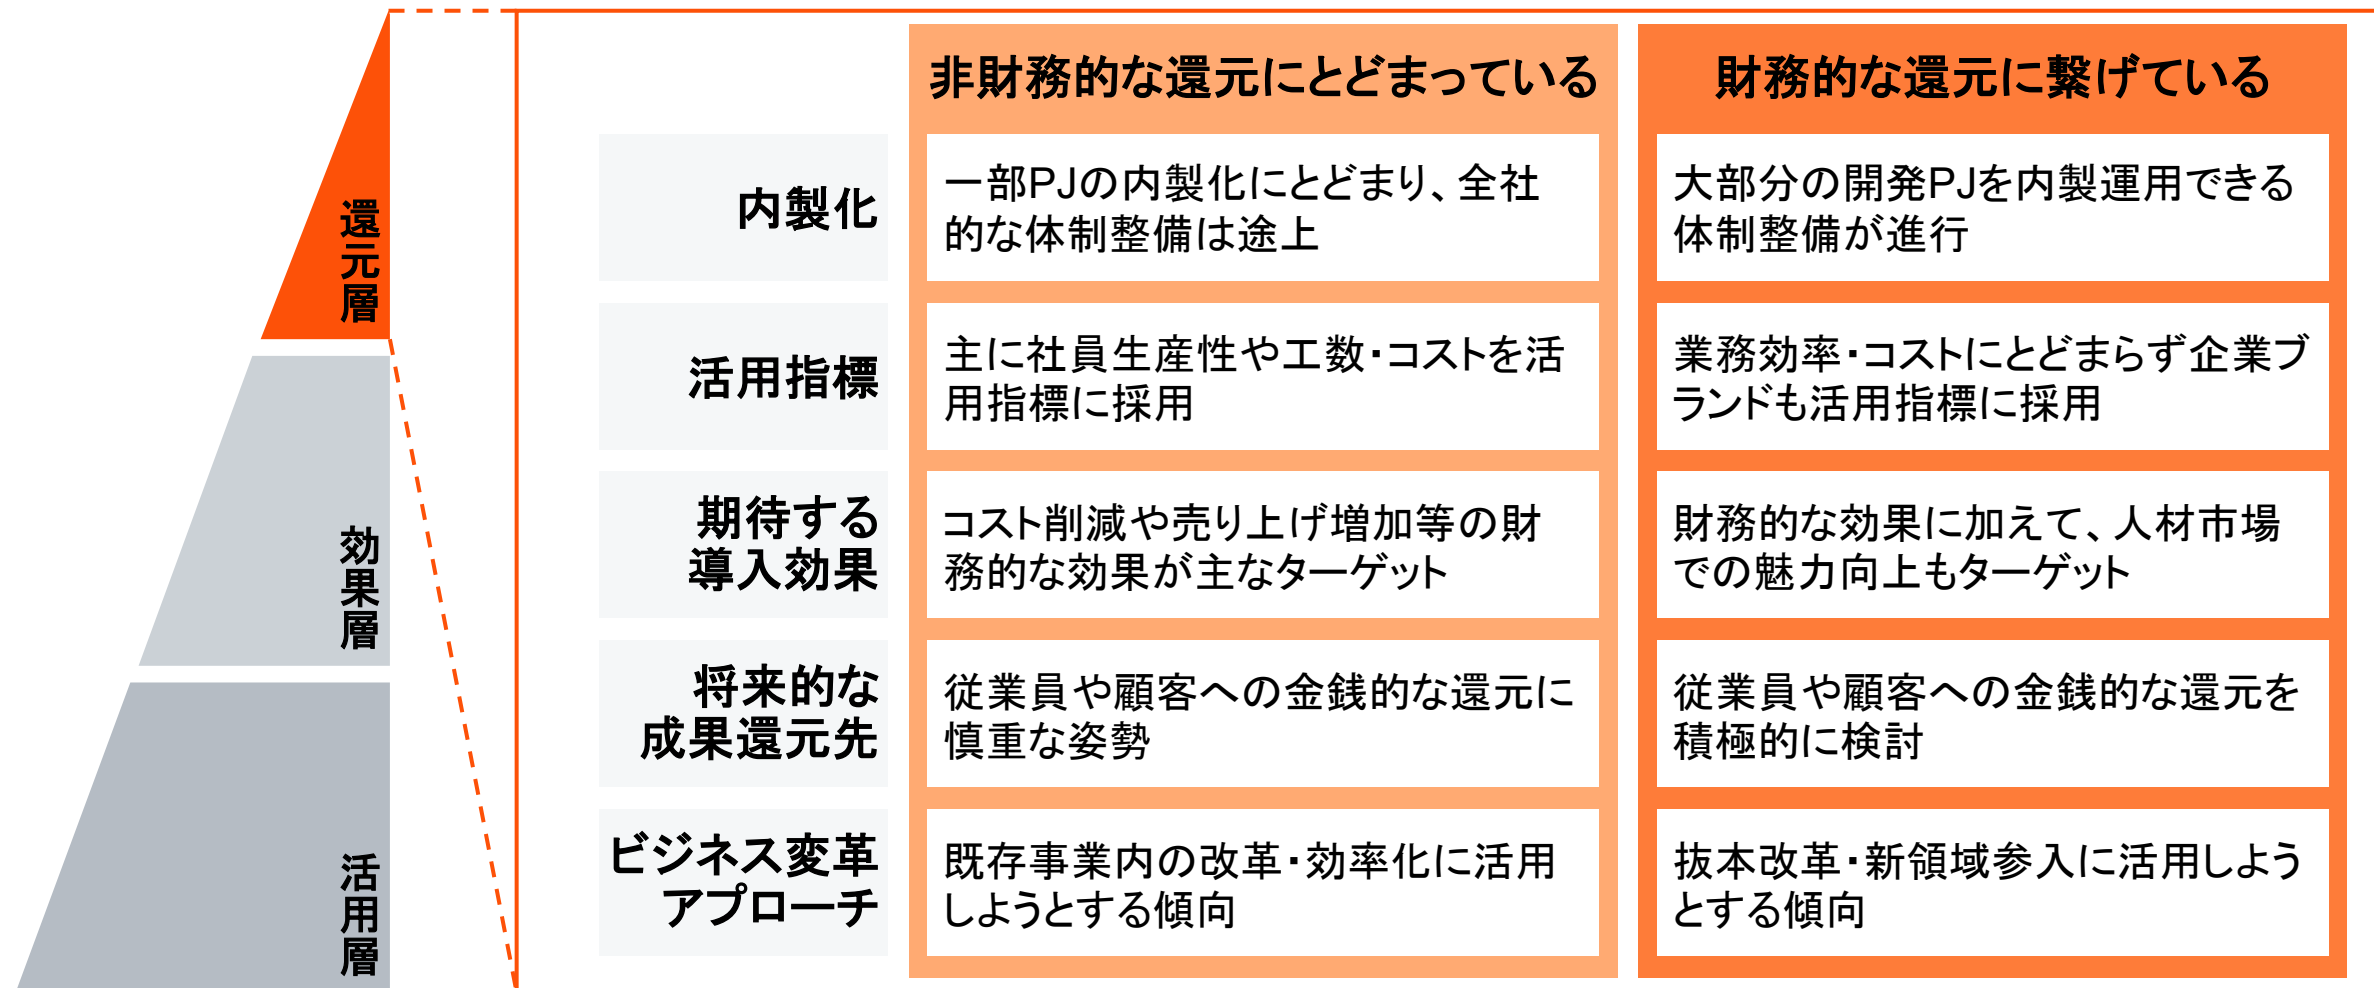 還元層
効果層
活用層
非財務的な還元にとどまっている
財務的な還元に繋げている
内製化
一部PJの内製化にとどまり、全社
的な体制整備は途上
大部分の開発PJを内製運用できる
体制整備が進行
活用指標
主に社員生産性や工数・コストを活
用指標に採用
業務効率・コストにとどまらず企業ブ
ランドも活用指標に採用
期待する
導入効果
コスト削減や売り上げ増加等の財
務的な効果が主なターゲット
財務的な効果に加えて、人材市場
での魅力向上もターゲット
将来的な
成果還元先
従業員や顧客への金銭的な還元に
慎重な姿勢
従業員や顧客への金銭的な還元を
積極的に検討
ビジネス変革
アプローチ
既存事業内の改革・効率化に活用
しようとする傾向
抜本改革・新領域参入に活用しよう
とする傾向